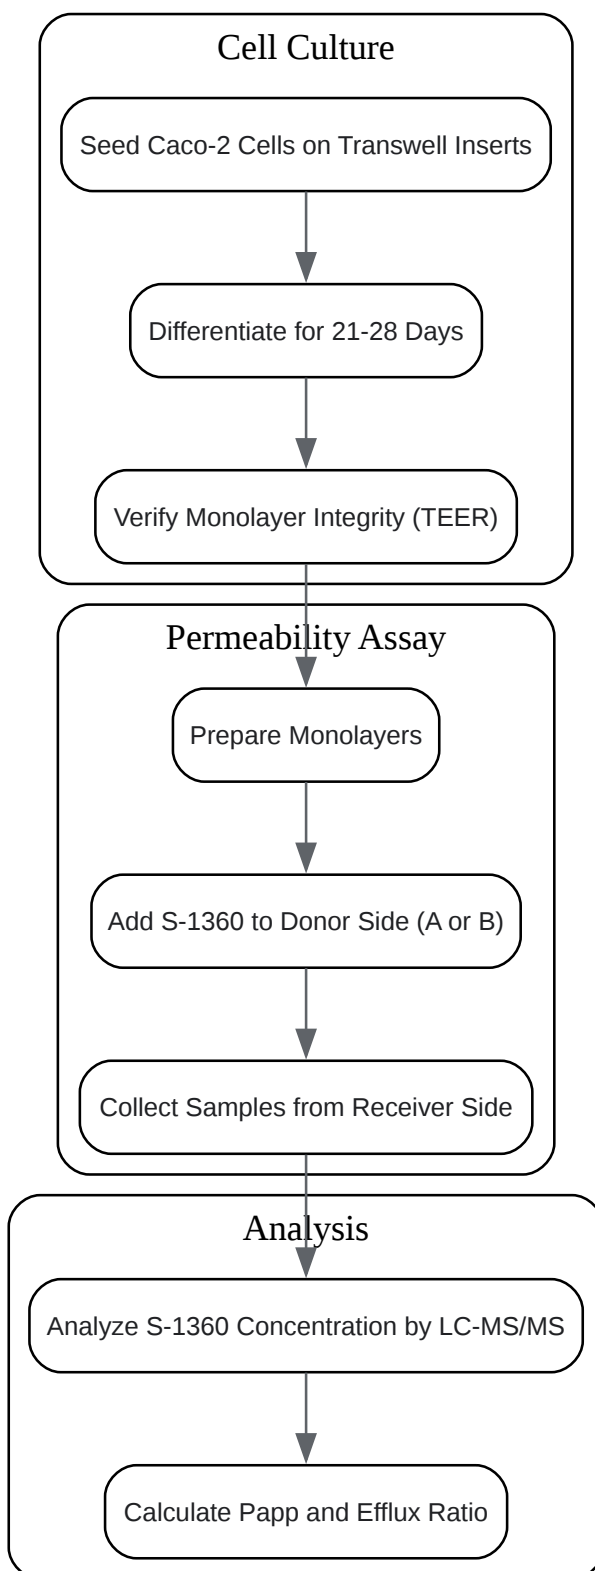 Cell Culture
Seed Caco-2 Cells on Transwell Inserts
Differentiate for 21-28 Days
Verify Monolayer Integrity (TEER)
Permeability Assay
Prepare Monolayers
Add S-1360 to Donor Side (A or B)
Collect Samples from Receiver Side
Analysis
Analyze S-1360 Concentration by LC-MS/MS
Calculate Papp and Efflux Ratio